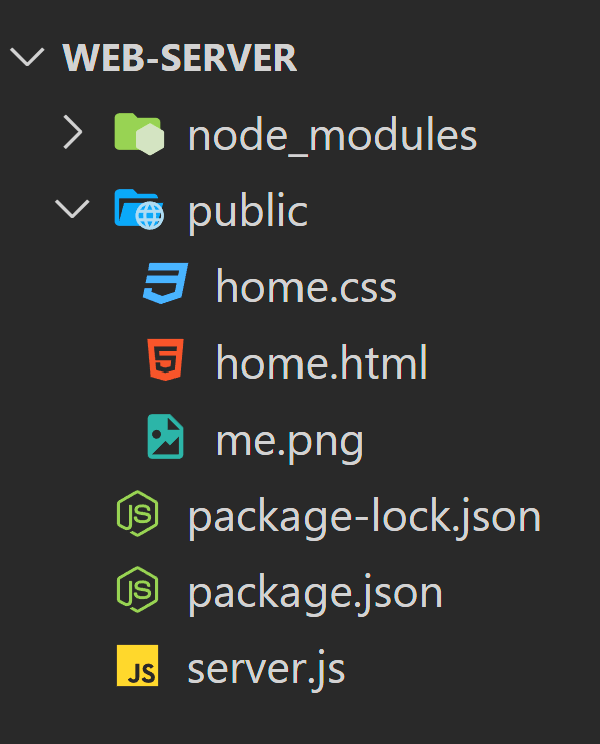 WEB-SERVER
node_modules
public
home.css
home.html
me.png
package-lock.json
package.json
server.js